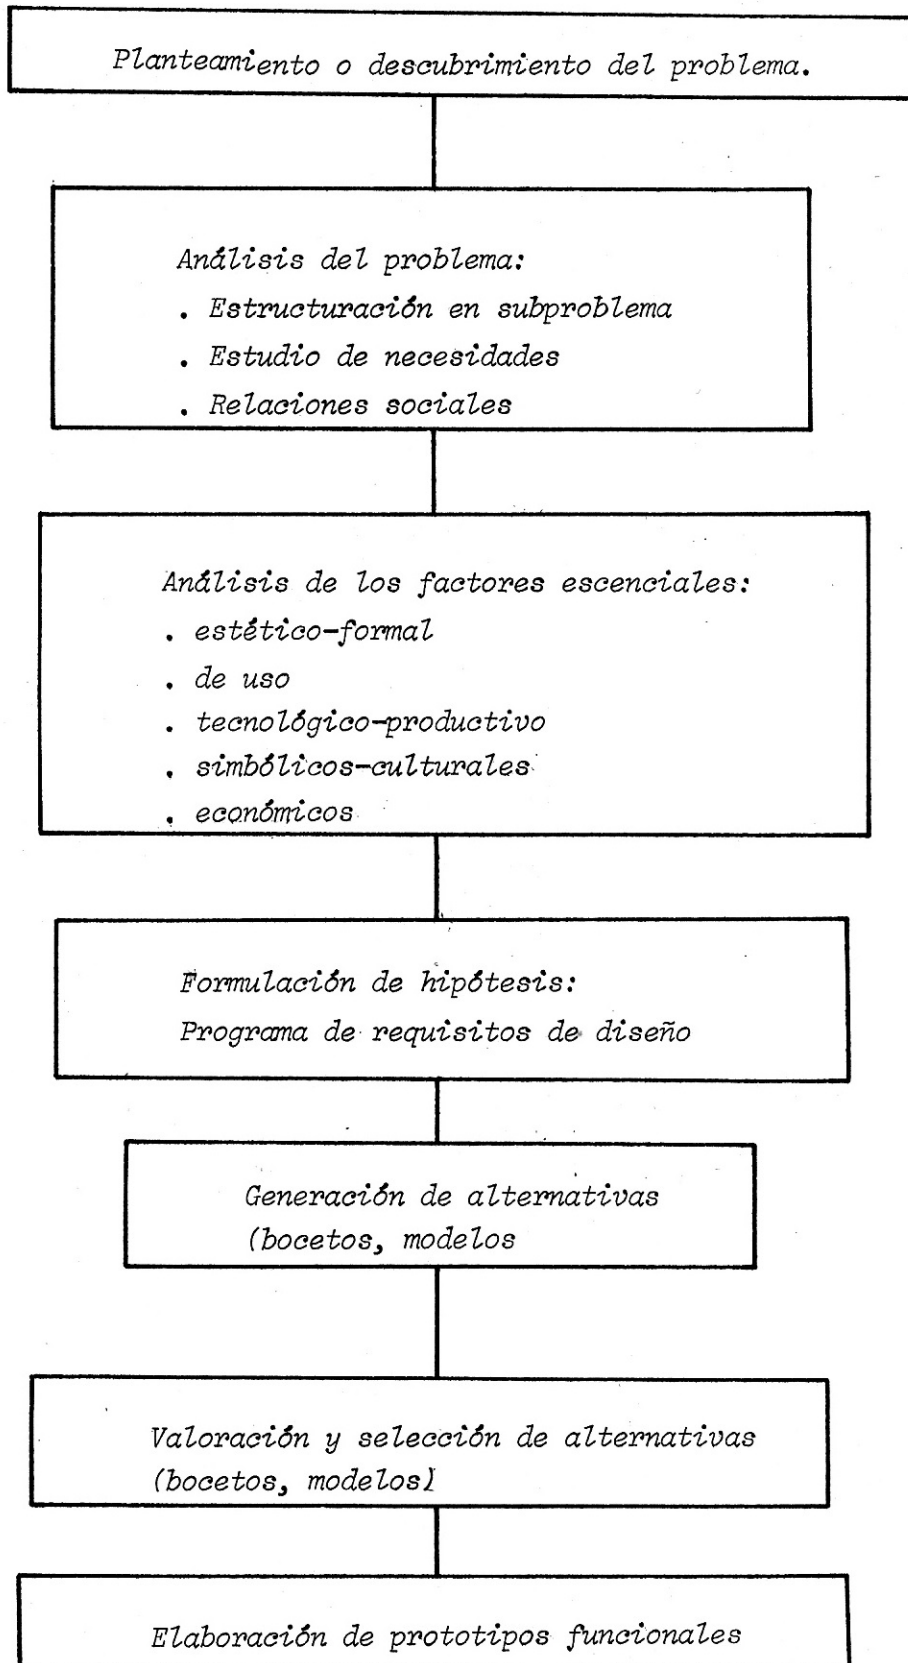 Planteamiento o descubrimiento del problema.
Análisis del problema:
. Estructuración en subproblema
. Estudio de necesidades
. Relaciones sociales
Análisis de los factores escenciales:
. estético-formal
. de uso
. tecnológico-productivo
. simbólicos-culturales
. económicos
Formulación de hipótesis:
Programa de requisitos de diseño
Generación de alternativas
(bocetos, modelos
Valoración y selección de alternativas
(bocetos, modelos)
Elaboración de prototipos funcionales